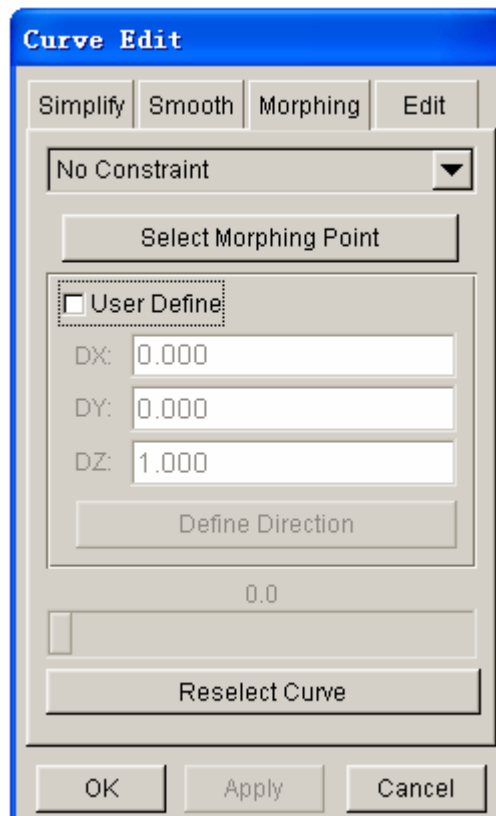 Curve Edit
Simplify Smooth Morphing Edit
No Constraint
Select Morphing Point
User Define
DX: 0.000
DY: 0.000
DZ: 1.000
Define Direction
0.0
Reselect Curve
OK Apply Cancel